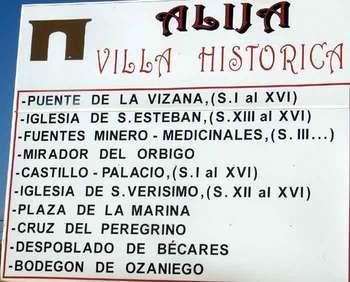 ALIJA
VILLA HISTORICA
-PUENTE DE LA VIZANA,(S.I al XVI)
-IGLESIA DE S.ESTEBAN,(S.XIII al XVI)
-FUENTES MINERO - MEDICINALES,(S. III...)
-MIRADOR DEL ORBIGO
-CASTILLO - PALACIO,(S.I al XVI)
-IGLESIA DE S.VERISIMO,(S. XII al XVI)
-PLAZA DE LA MARINA
-CRUZ DEL PEREGRINO
-DESPOBLADO DE BÉCARES
-BODEGON DE OZANIEGO